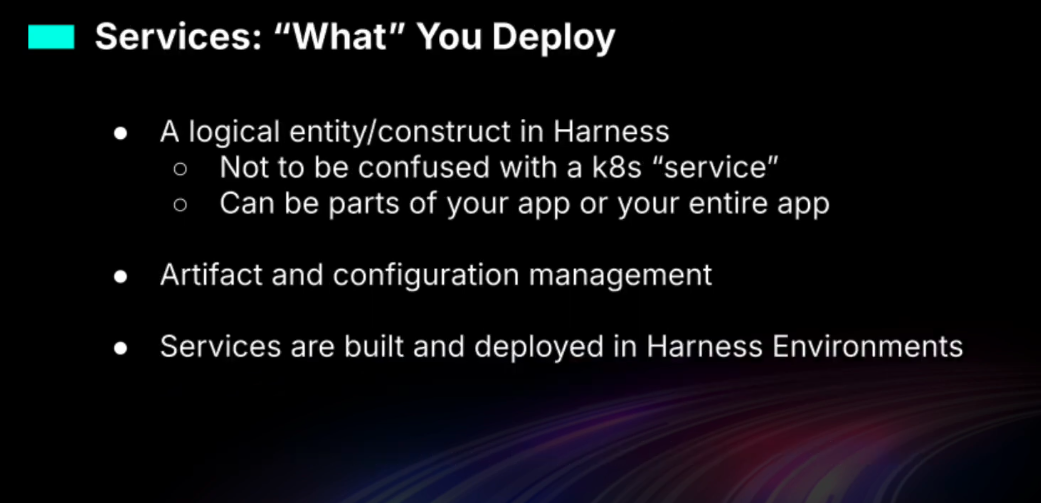 Services: “What” You Deploy
● A logical entity/construct in Harness
○ Not to be confused with a k8s “service”
○ Can be parts of your app or your entire app
● Artifact and configuration management
● Services are built and deployed in Harness Environments